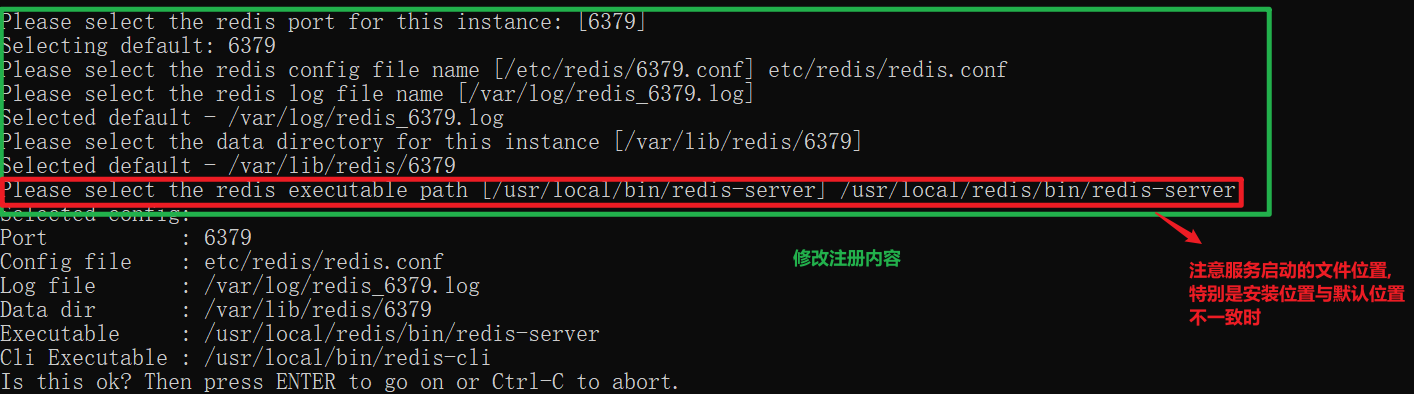 Please select the redis port for this instance: [6379]
Selecting default: 6379
Please select the redis config file name [/etc/redis/6379.conf] etc/redis/redis.conf
Please select the redis log file name [/var/log/redis_6379.log]
Selected default - /var/log/redis_6379.log
Please select the data directory for this instance [/var/lib/redis/6379]
Selected default - /var/lib/redis/6379
Please select the redis executable path [/usr/local/bin/redis-server] /usr/local/redis/bin/redis-server
Selected config:
Port : 6379
Config file : etc/redis/redis.conf
Log file : /var/log/redis_6379.log
Data dir : /var/lib/redis/6379
Executable : /usr/local/redis/bin/redis-server
Cli Executable : /usr/local/bin/redis-cli
Is this ok? Then press ENTER to go on or Ctrl-C to abort.
修改注册内容
注意服务启动的文件位置,
特别是安装位置与默认位置
不一致时